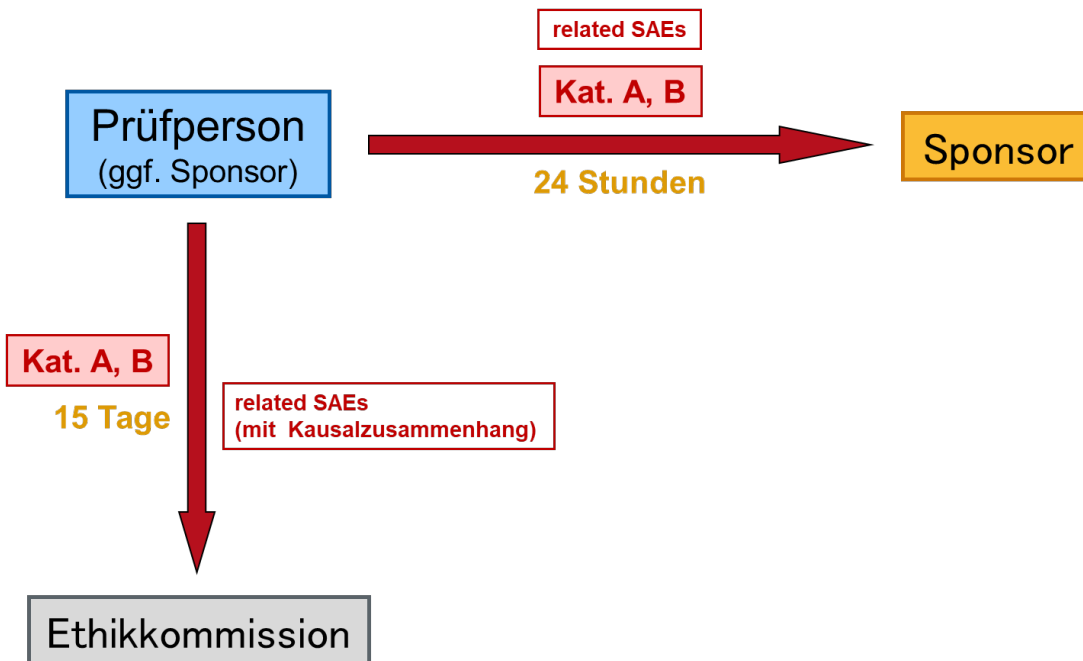 related SAEs
Kat. A, B
Prüfperson
(ggf. Sponsor)
24 Stunden
Sponsor
Kat. A, B
15 Tage
related SAEs
(mit Kausalzusammenhang)
Ethikkommission